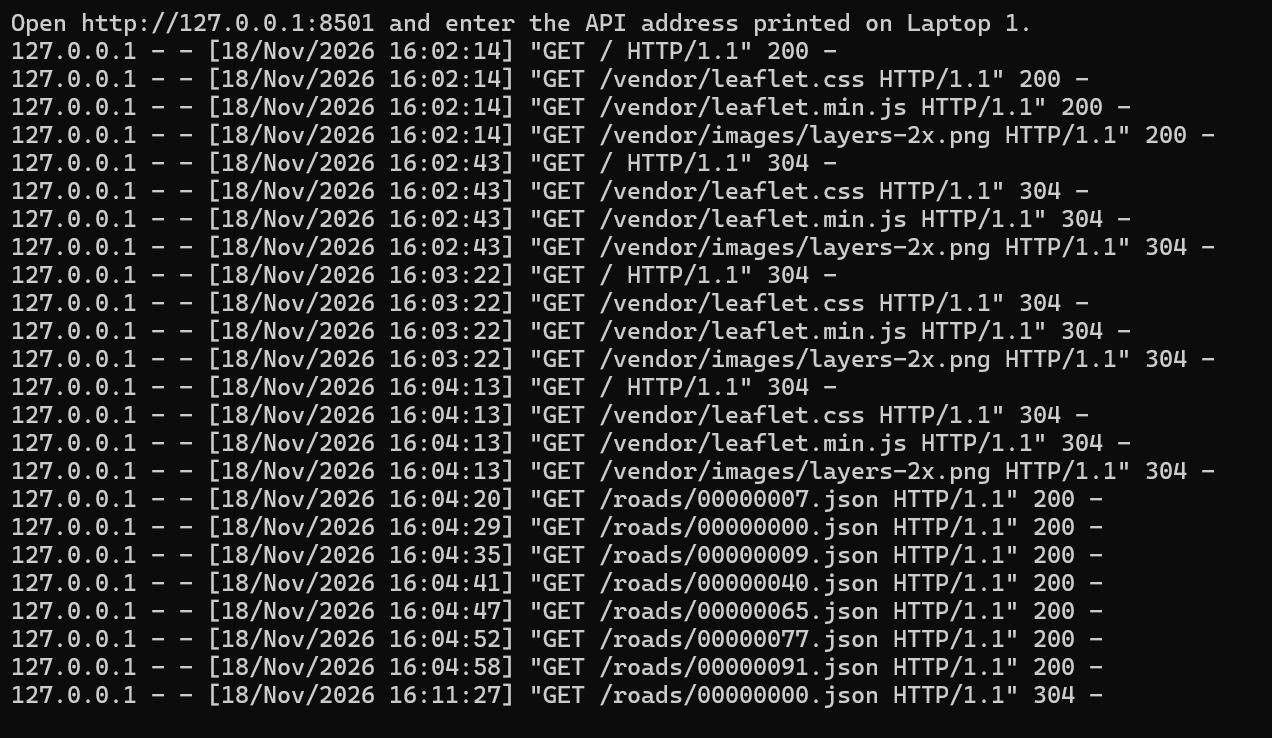 Open http://127.0.0.1:8501 and enter the API address printed on Laptop 1.
127.0.0.1 - - [18/Nov/2026 16:02:14] "GET / HTTP/1.1" 200 -
127.0.0.1 - - [18/Nov/2026 16:02:14] "GET /vendor/leaflet.css HTTP/1.1" 200 -
127.0.0.1 - - [18/Nov/2026 16:02:14] "GET /vendor/leaflet.min.js HTTP/1.1" 200 -
127.0.0.1 - - [18/Nov/2026 16:02:14] "GET /vendor/images/layers-2x.png HTTP/1.1" 200 -
127.0.0.1 - - [18/Nov/2026 16:02:43] "GET / HTTP/1.1" 304 -
127.0.0.1 - - [18/Nov/2026 16:02:43] "GET /vendor/leaflet.css HTTP/1.1" 304 -
127.0.0.1 - - [18/Nov/2026 16:02:43] "GET /vendor/leaflet.min.js HTTP/1.1" 304 -
127.0.0.1 - - [18/Nov/2026 16:02:43] "GET /vendor/images/layers-2x.png HTTP/1.1" 304 -
127.0.0.1 - - [18/Nov/2026 16:03:22] "GET / HTTP/1.1" 304 -
127.0.0.1 - - [18/Nov/2026 16:03:22] "GET /vendor/leaflet.css HTTP/1.1" 304 -
127.0.0.1 - - [18/Nov/2026 16:03:22] "GET /vendor/leaflet.min.js HTTP/1.1" 304 -
127.0.0.1 - - [18/Nov/2026 16:03:22] "GET /vendor/images/layers-2x.png HTTP/1.1" 304 -
127.0.0.1 - - [18/Nov/2026 16:04:13] "GET / HTTP/1.1" 304 -
127.0.0.1 - - [18/Nov/2026 16:04:13] "GET /vendor/leaflet.css HTTP/1.1" 304 -
127.0.0.1 - - [18/Nov/2026 16:04:13] "GET /vendor/leaflet.min.js HTTP/1.1" 304 -
127.0.0.1 - - [18/Nov/2026 16:04:13] "GET /vendor/images/layers-2x.png HTTP/1.1" 304 -
127.0.0.1 - - [18/Nov/2026 16:04:20] "GET /roads/00000007.json HTTP/1.1" 200 -
127.0.0.1 - - [18/Nov/2026 16:04:29] "GET /roads/00000000.json HTTP/1.1" 200 -
127.0.0.1 - - [18/Nov/2026 16:04:35] "GET /roads/00000009.json HTTP/1.1" 200 -
127.0.0.1 - - [18/Nov/2026 16:04:41] "GET /roads/00000040.json HTTP/1.1" 200 -
127.0.0.1 - - [18/Nov/2026 16:04:47] "GET /roads/00000065.json HTTP/1.1" 200 -
127.0.0.1 - - [18/Nov/2026 16:04:52] "GET /roads/00000077.json HTTP/1.1" 200 -
127.0.0.1 - - [18/Nov/2026 16:04:58] "GET /roads/00000091.json HTTP/1.1" 200 -
127.0.0.1 - - [18/Nov/2026 16:11:27] "GET /roads/00000000.json HTTP/1.1" 304 -